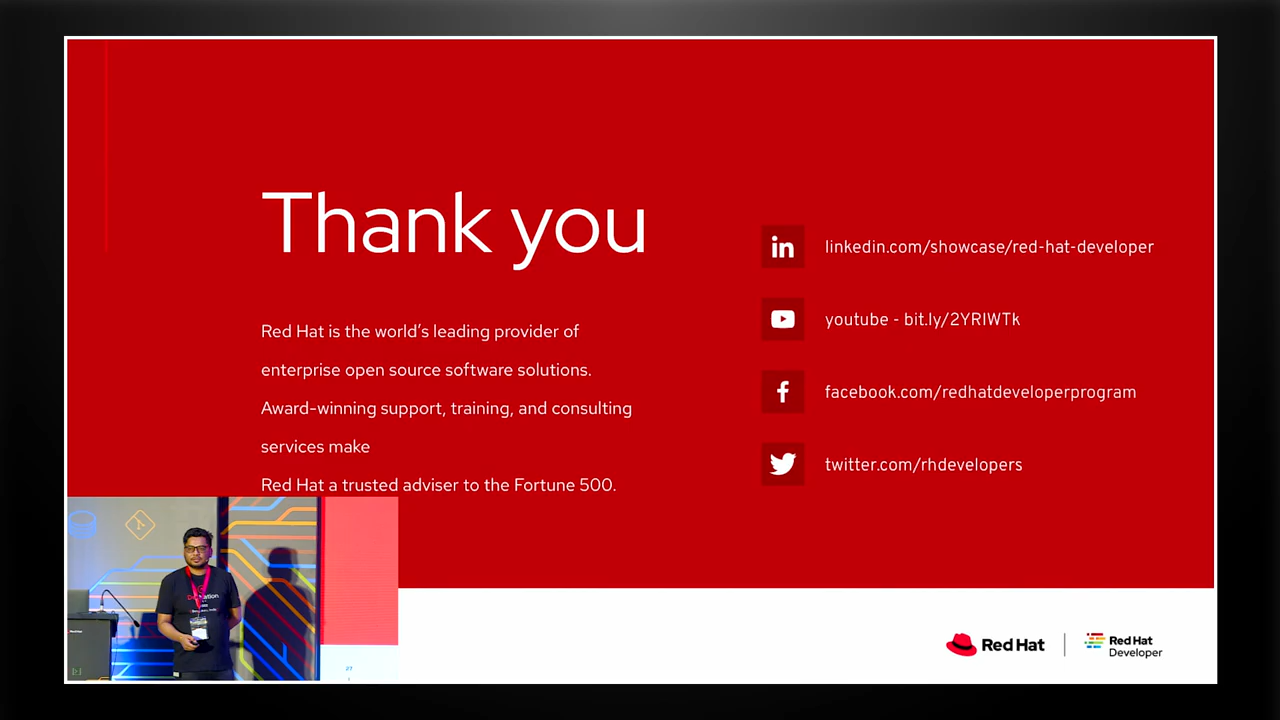 Thank you
Red Hat is the world's leading provider of
enterprise open source software solutions.
Award-winning support, training, and consulting
services make
Red Hat a trusted adviser to the Fortune 500.
linkedin.com/showcase/red-hat-developer
youtube - bit.ly/2YRIWTk
facebook.com/redhatdeveloperprogram
twitter.com/rhdevelopers
27
Red Hat
Red Hat
Developer